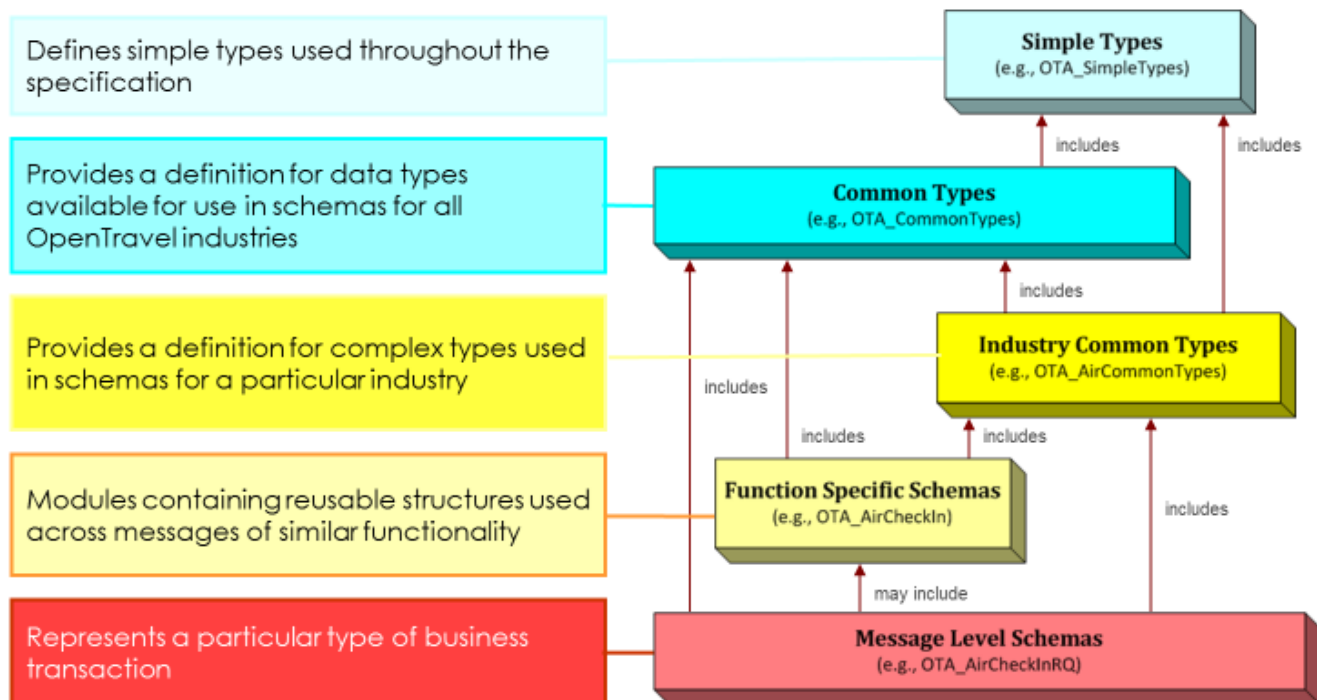 Defines simple types used throughout the
specification
Simple Types
(e.g., OTA_SimpleTypes)
includes
includes
Provides a definition for data types
available for use in schemas for all
OpenTravel industries
Common Types
(e.g., OTA_CommonTypes)
includes
Provides a definition for complex types used
in schemas for a particular industry
Industry Common Types
(e.g., OTA_AirCommonTypes)
includes
includes
includes
Modules containing reusable structures used
across messages of similar functionality
Function Specific Schemas
(e.g., OTA_AirCheckIn)
includes
may include
Represents a particular type of business
transaction
Message Level Schemas
(e.g., OTA_AirCheckInRQ)